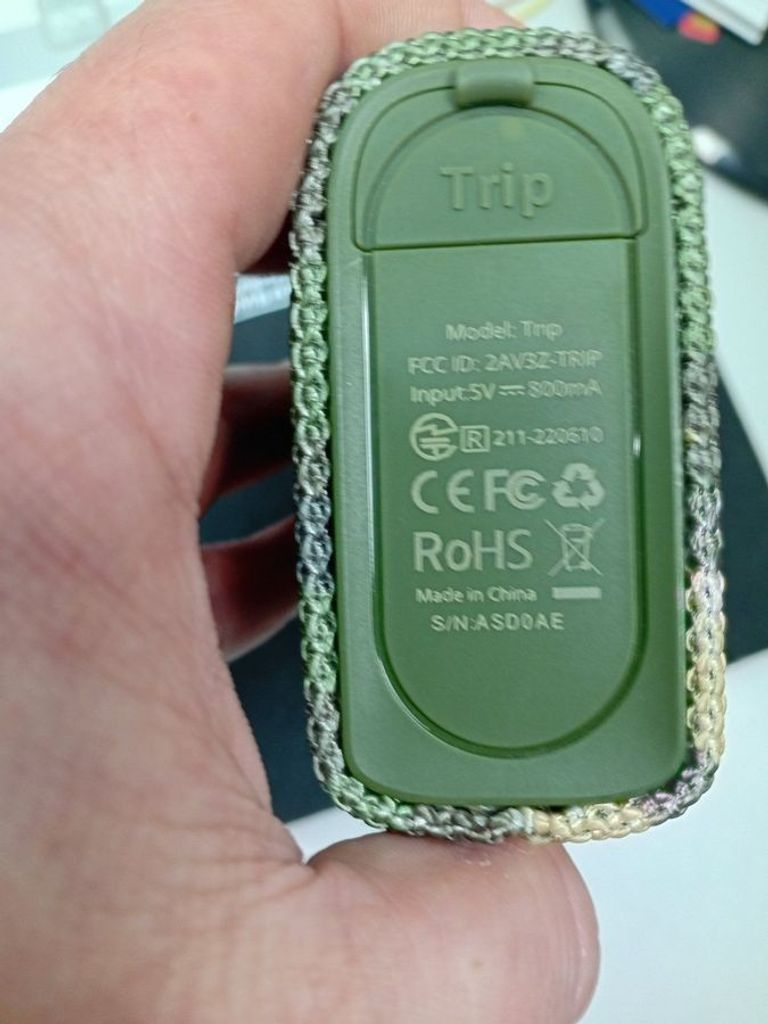 Trip
Model: Trip
FCC ID: 2AV3Z-TRIP
Input:5V ⎓ 800mA
R 211-220610
CE FC
RoHS
Made in China
S/N:ASD0AE